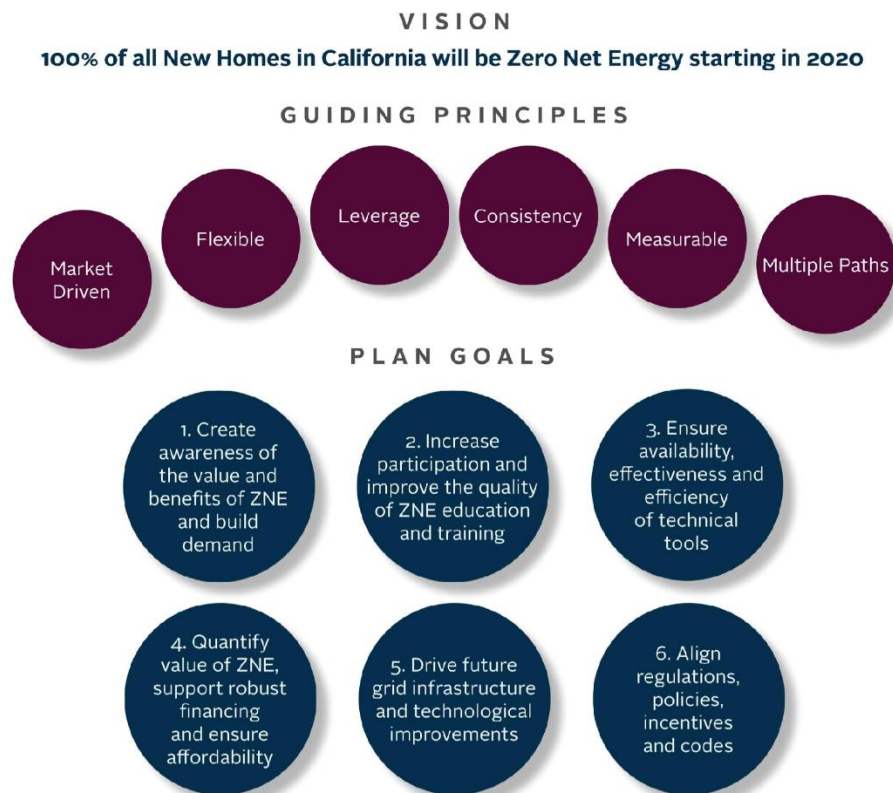 VISION
100% of all New Homes in California will be Zero Net Energy starting in 2020
GUIDING PRINCIPLES
Market
Driven
Flexible
Leverage
Consistency
Measurable
Multiple Paths
PLAN GOALS
1. Create
awareness of
the value and
benefits of ZNE
and build
demand
2. Increase
participation and
improve the quality
of ZNE education
and training
3. Ensure
availability,
effectiveness and
efficiency
of technical
tools
4. Quantify
value of ZNE,
support robust
financing
and ensure
affordability
5. Drive future
grid infrastructure
and technological
improvements
6. Align
regulations,
policies,
incentives
and codes